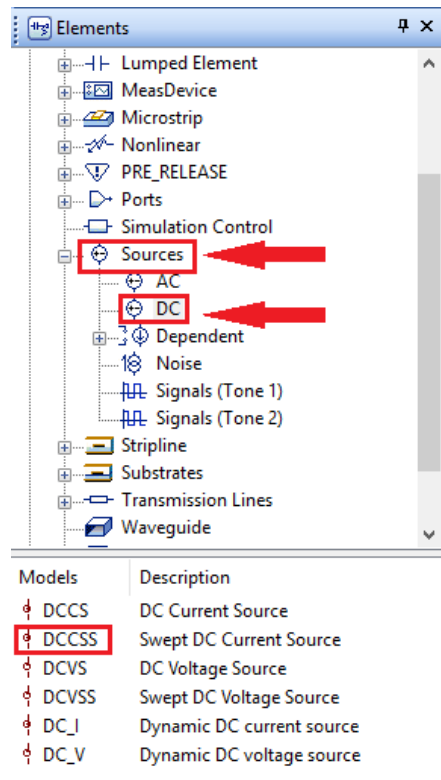 Elements
Lumped Element
MeasDevice
Microstrip
Nonlinear
PRE_RELEASE
Ports
Simulation Control
Sources
AC
DC
Dependent
Noise
Signals (Tone 1)
Signals (Tone 2)
Stripline
Substrates
Transmission Lines
Waveguide
Models Description
DCCS DC Current Source
DCCSS Swept DC Current Source
DCVS DC Voltage Source
DCVSS Swept DC Voltage Source
DC_I Dynamic DC current source
DC_V Dynamic DC voltage source